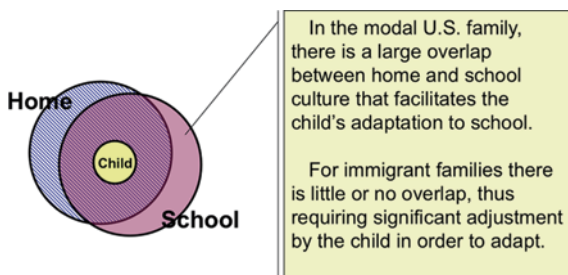 Home
Child
School
In the modal U.S. family,
there is a large overlap
between home and school
culture that facilitates the
child's adaptation to school.
For immigrant families there
is little or no overlap, thus
requiring significant adjustment
by the child in order to adapt.